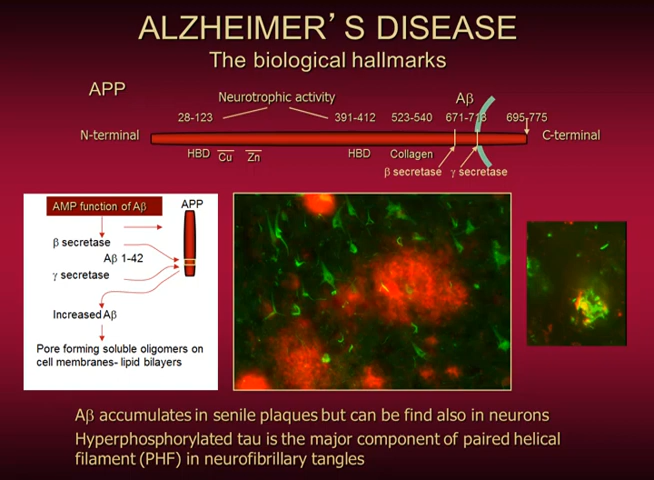 ALZHEIMER’S DISEASE
The biological hallmarks
APP
Neurotrophic activity
Aβ
28-123
391-412
523-540
671-713
695-775
N-terminal
C-terminal
HBD
Cu
Zn
HBD
Collagen
β secretase
γ secretase
AMP function of Aβ
APP
β secretase
Aβ 1-42
γ secretase
Increased Aβ
Pore forming soluble oligomers on
cell membranes- lipid bilayers
Aβ accumulates in senile plaques but can be find also in neurons
Hyperphosphorylated tau is the major component of paired helical
filament (PHF) in neurofibrillary tangles